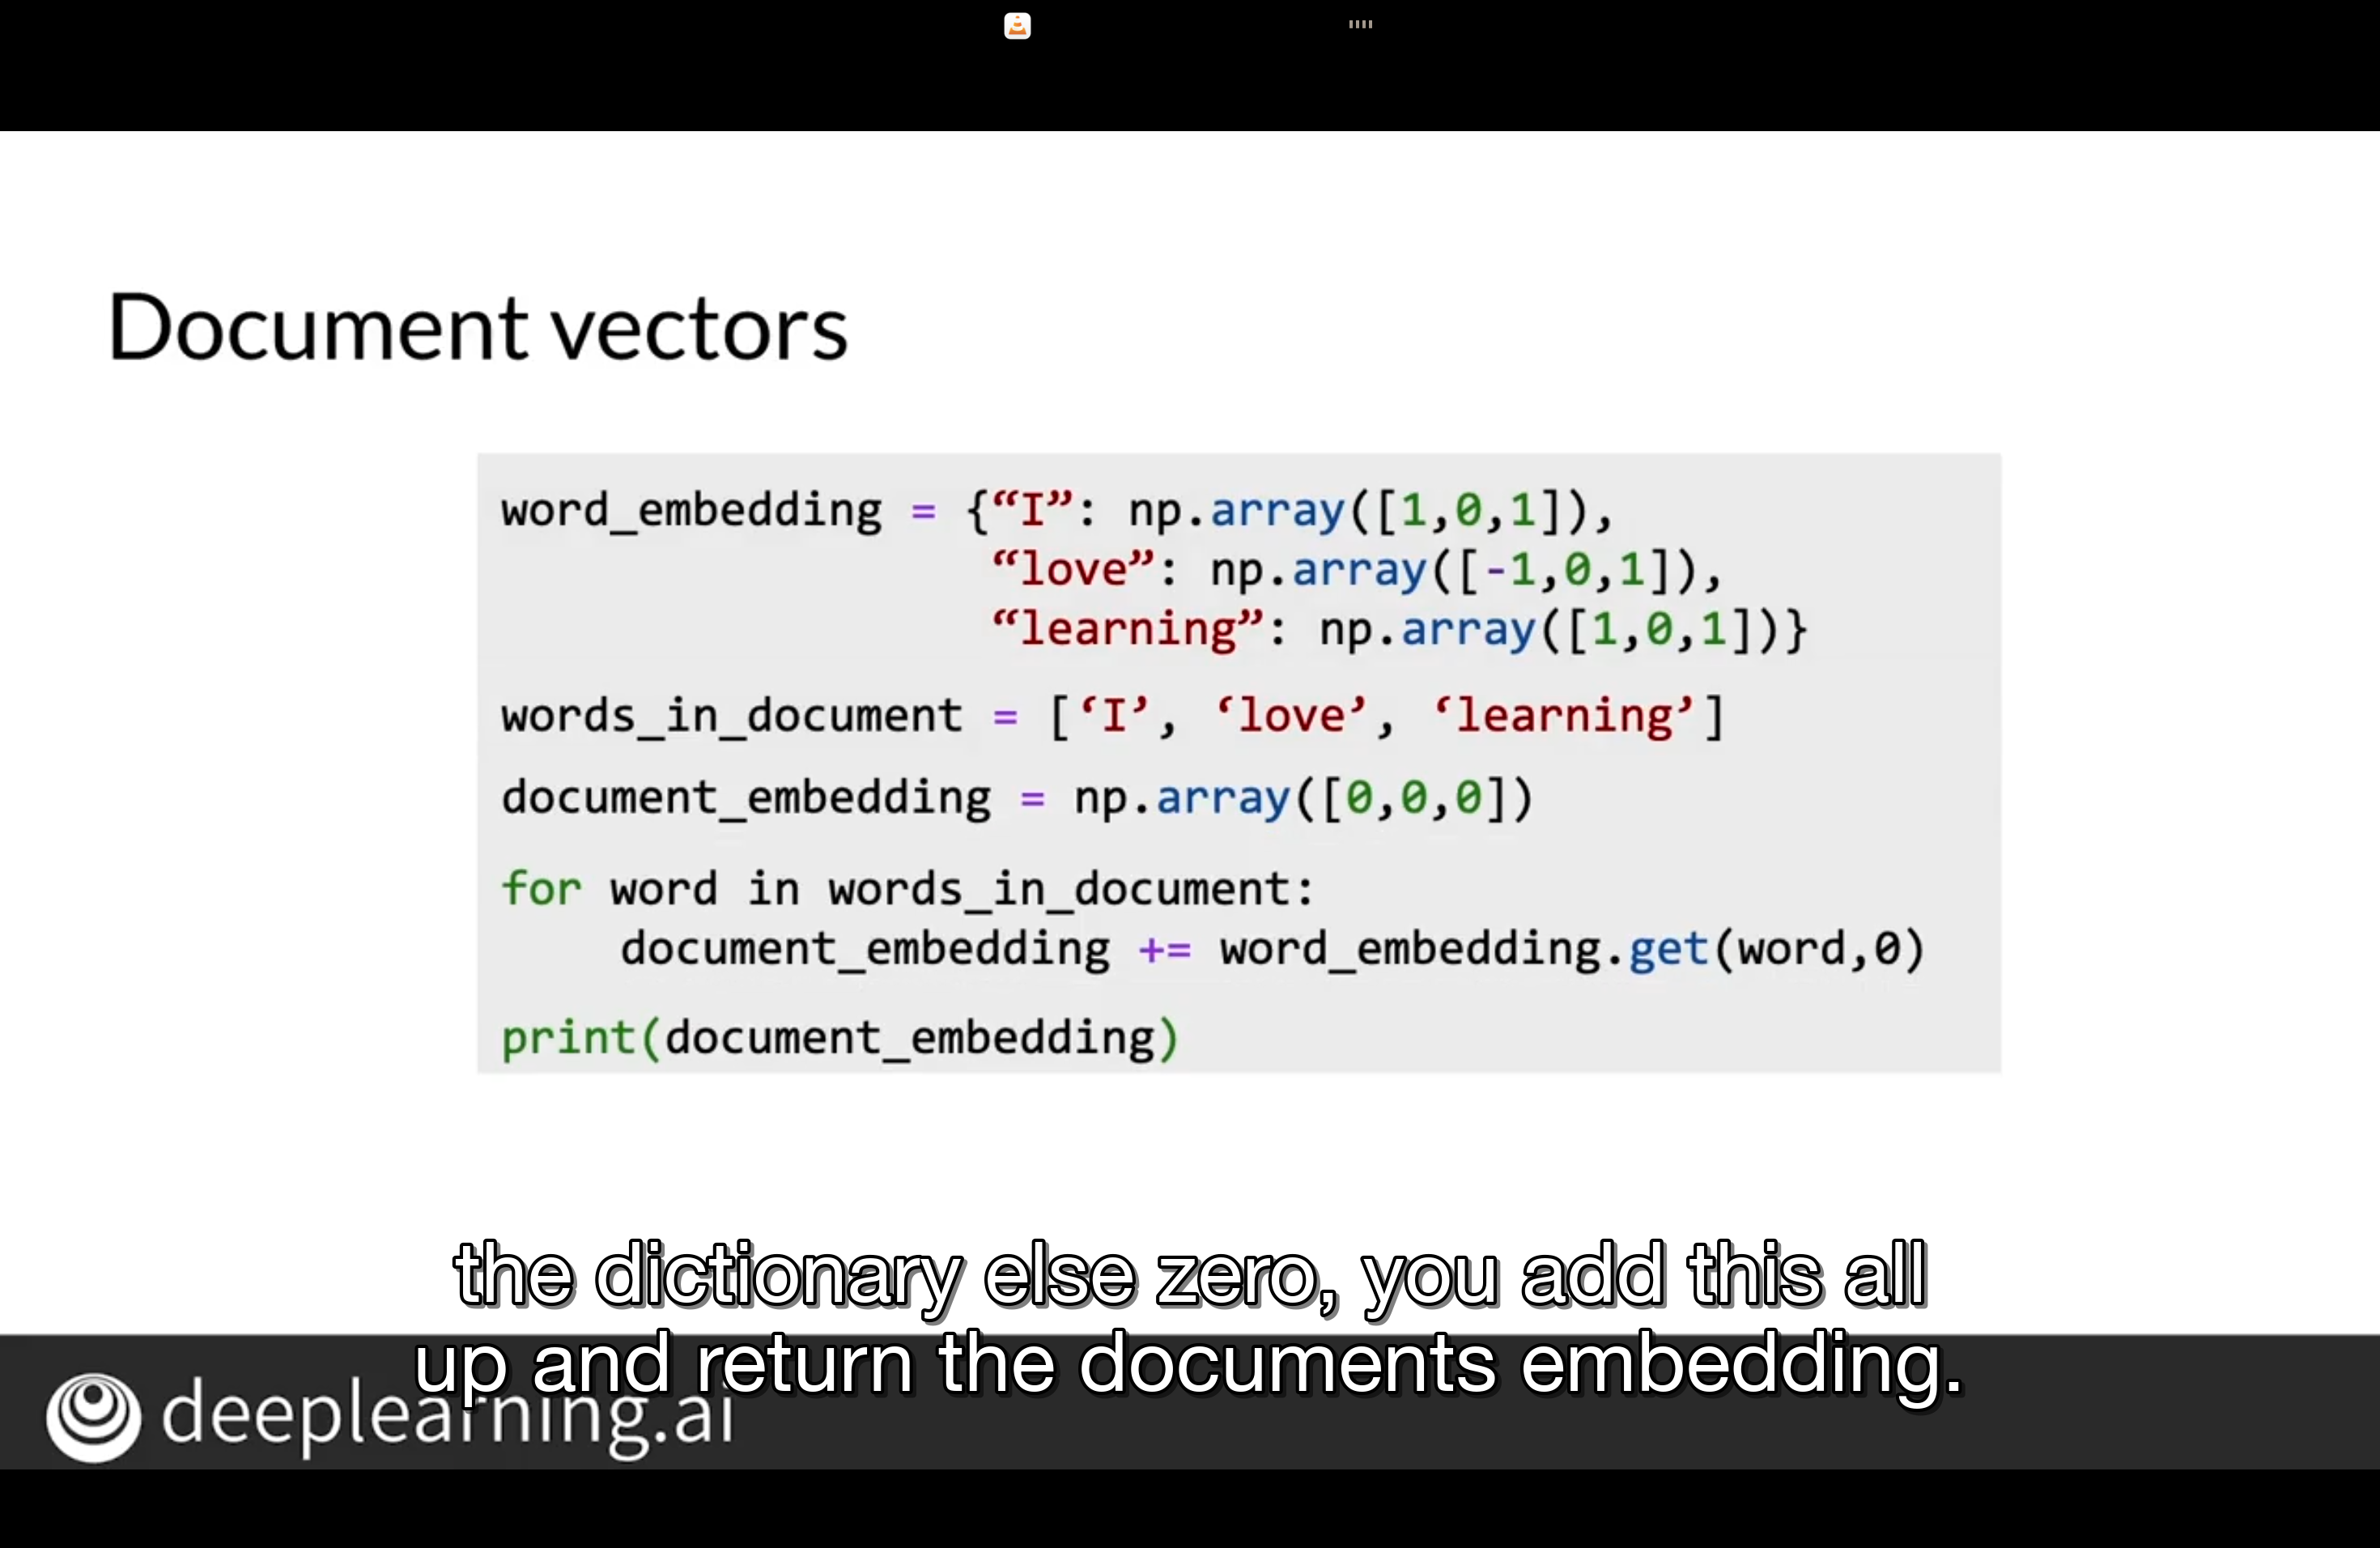 Document vectors
word_embedding = {“I”: np.array([1,0,1]),
“love”: np.array([-1,0,1]),
“learning”: np.array([1,0,1])}
words_in_document = [‘I’, ‘love’, ‘learning’]
document_embedding = np.array([0,0,0])
for word in words_in_document:
document_embedding += word_embedding.get(word,0)
print(document_embedding)
the dictionary else zero, you add this all
up and return the documents embedding.
deeplearning.ai